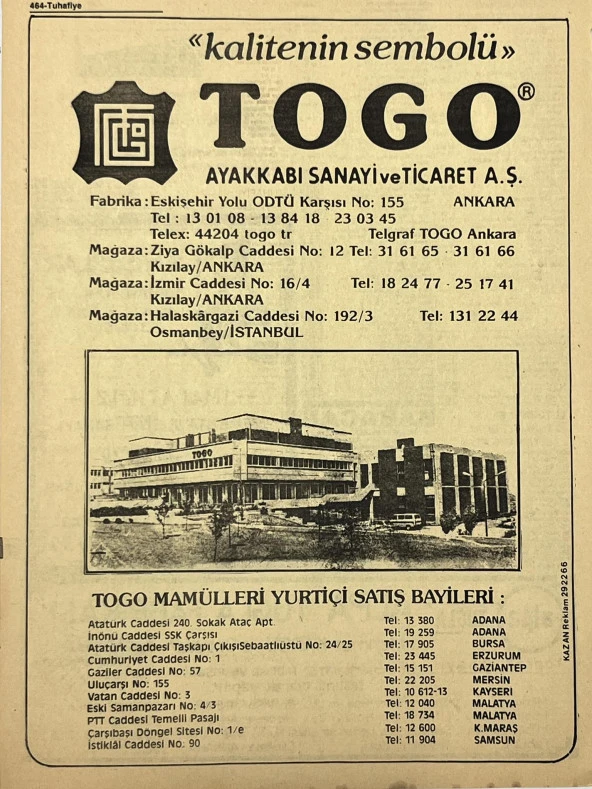 464-Tuhafiye
«kalitenin sembolü»
TOGO®
AYAKKABI SANAYİ ve TİCARET A.Ş.
Fabrika: Eskişehir Yolu ODTÜ Karşısı No: 155 ANKARA
Tel : 13 01 08 - 13 84 18 23 03 45
Telex: 44204 togo tr Telgraf TOGO Ankara
Mağaza: Ziya Gökalp Caddesi No: 12 Tel: 31 61 65 - 31 61 66
Kızılay/ANKARA
Mağaza: İzmir Caddesi No: 16/4 Tel: 18 24 77 - 25 17 41
Kızılay/ANKARA
Mağaza: Halaskârgazi Caddesi No: 192/3 Tel: 131 22 44
Osmanbey/İSTANBUL
TOGO
TOGO MAMÜLLERİ YURTİÇİ SATIŞ BAYİLERİ :
Atatürk Caddesi 240. Sokak Ataç Apt. Tel: 13 380 ADANA
İnönü Caddesi SSK Çarşısı Tel: 19 259 ADANA
Atatürk Caddesi Taşkapı ÇıkışıSebaatlıüstü No: 24/25 Tel: 17 905 BURSA
Cumhuriyet Caddesi No: 1 Tel: 23 445 ERZURUM
Gaziler Caddesi No: 57 Tel: 15 151 GAZİANTEP
Uluçarşı No: 155 Tel: 22 205 MERSİN
Vatan Caddesi No: 3 Tel: 10 612-13 KAYSERİ
Eski Samanpazarı No: 4/3 Tel: 12 040 MALATYA
PTT Caddesi Temelli Pasajı Tel: 18 734 MALATYA
Çarşıbaşı Döngel Sitesi No: 1/e Tel: 12 600 K.MARAŞ
İstiklâl Caddesi No: 90 Tel: 11 904 SAMSUN
KAZAN Reklam 29 22 66